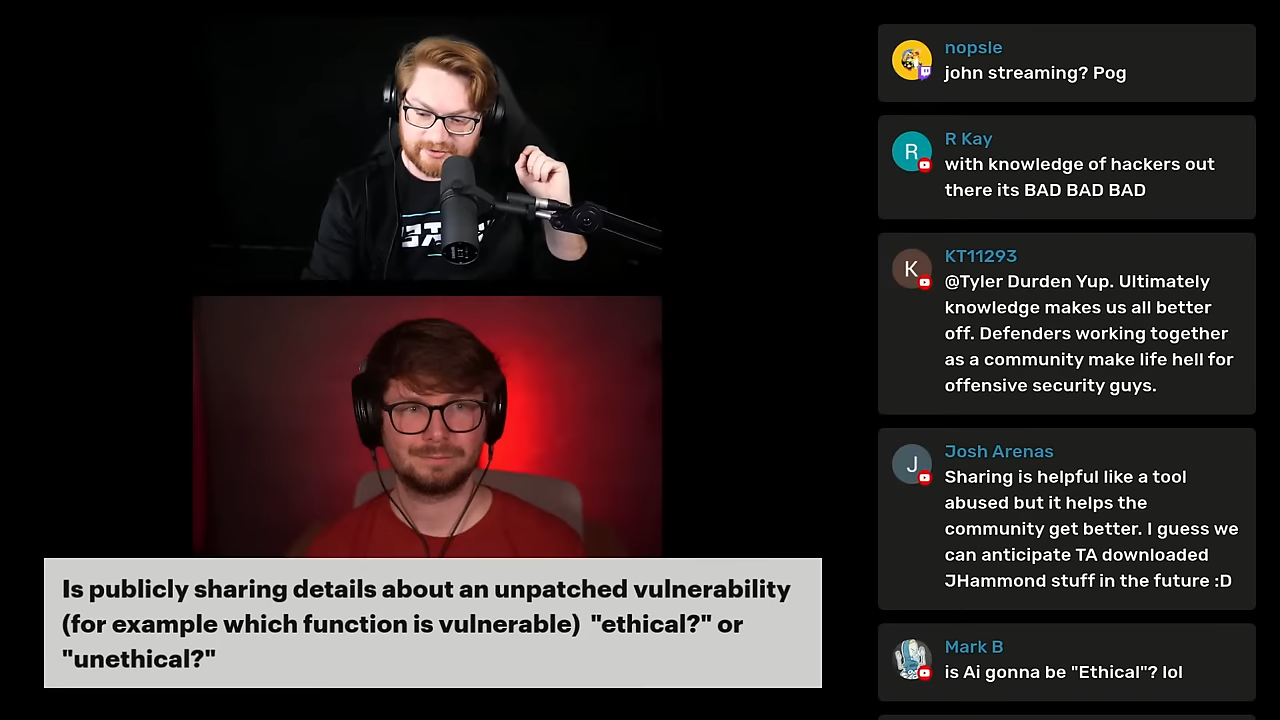 nopsle
john streaming? Pog
R
R Kay
with knowledge of hackers out
there its BAD BAD BAD
K
KT11293
@Tyler Durden Yup. Ultimately
knowledge makes us all better
off. Defenders working together
as a community make life hell for
offensive security guys.
J
Josh Arenas
Sharing is helpful like a tool
abused but it helps the
community get better. I guess we
can anticipate TA downloaded
JHammond stuff in the future :D
Mark B
is Ai gonna be "Ethical"? lol
Is publicly sharing details about an unpatched vulnerability
(for example which function is vulnerable) "ethical?" or
"unethical?"